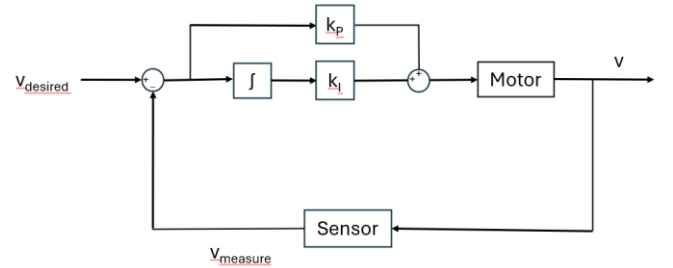 kP
V
Vdesired
+
−
∫
kI
+
+
Motor
Sensor
Vmeasure